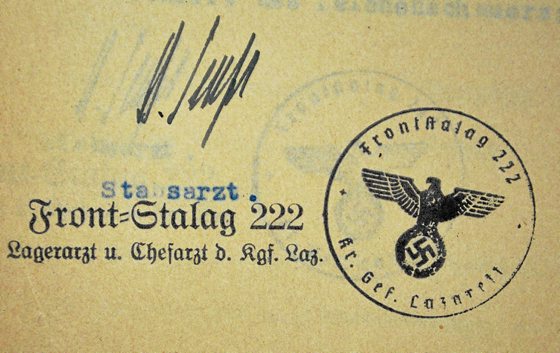 Stabsarzt.
Front=Stalag 222
Lagerarzt u. Chefarzt d. Kgf. Laz.
Frontstalag 222
Kr. Gef. Lazarett